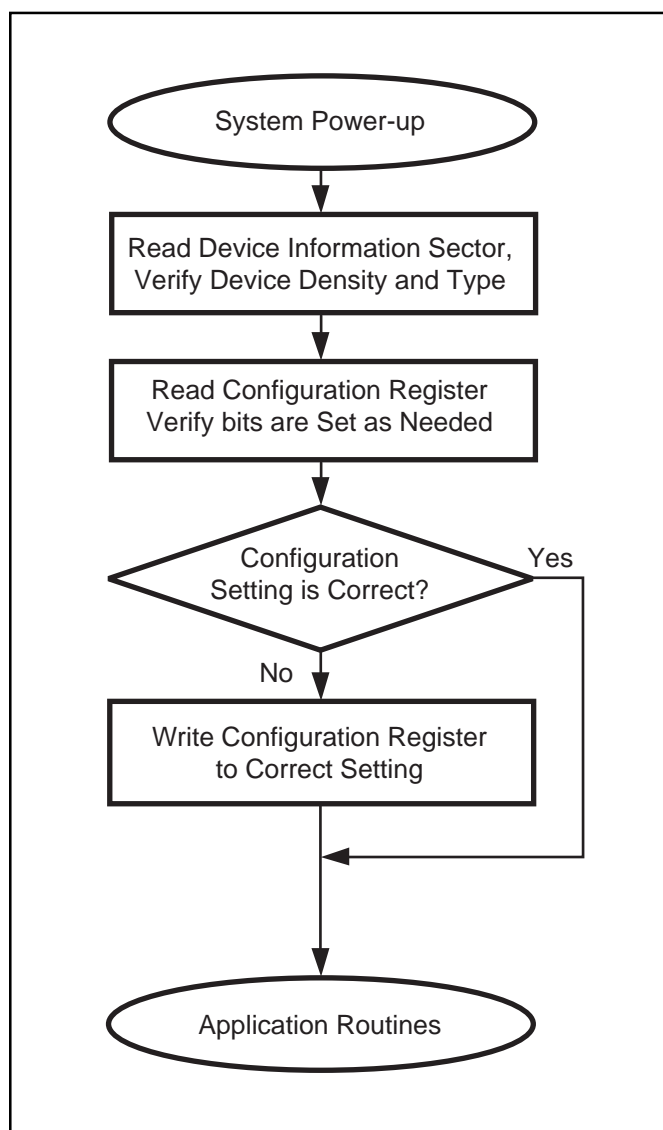 System Power-up
Read Device Information Sector,
Verify Device Density and Type
Read Configuration Register
Verify bits are Set as Needed
Configuration
Setting is Correct?
Yes
No
Write Configuration Register
to Correct Setting
Application Routines